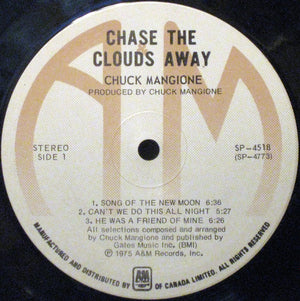 CHASE THE
CLOUDS AWAY
CHUCK MANGIONE
PRODUCED BY CHUCK MANGIONE
STEREO
SIDE 1
SP-4518
(SP-4773)
1. SONG OF THE NEW MOON 6:36
2. CAN'T WE DO THIS ALL NIGHT 5:27
3. HE WAS A FRIEND OF MINE 6:26
All selections composed and arranged
by Chuck Mangione and published by
Gates Music Inc. (BMI)
℗1975 A&M Records, Inc.
MANUFACTURED AND DISTRIBUTED BY A&M RECORDS OF CANADA LIMITED. ALL RIGHTS RESERVED.